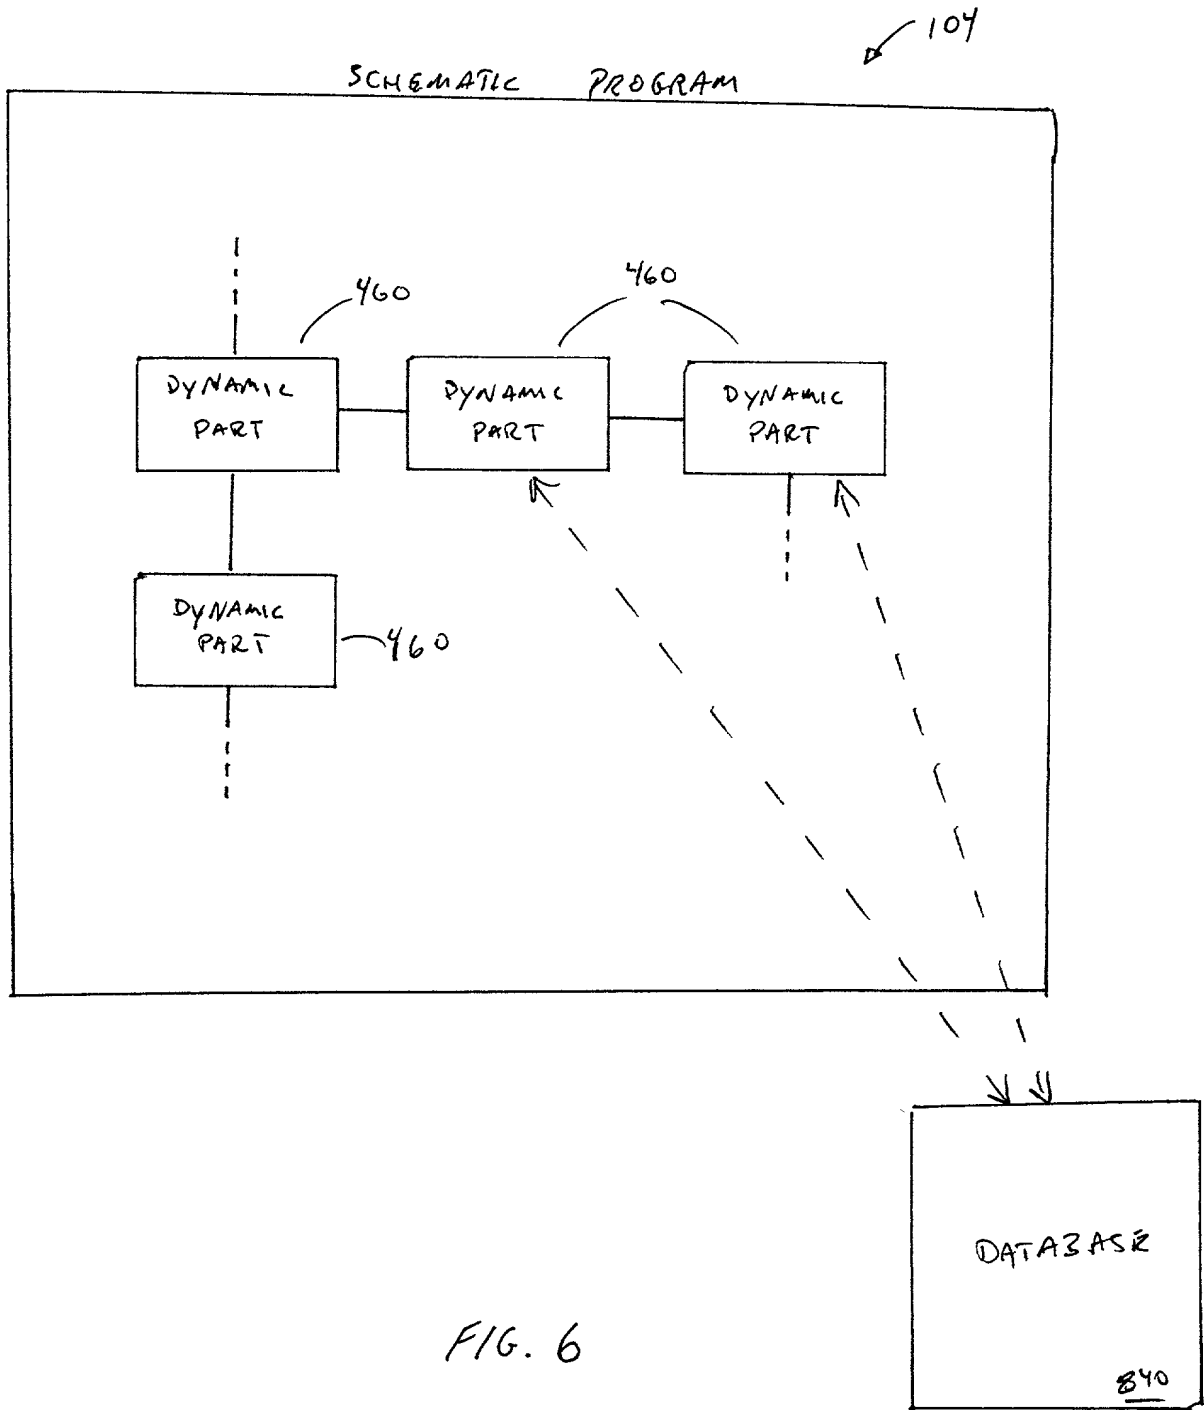 104
SCHEMATIC PROGRAM
460
460
DYNAMIC
PART
DYNAMIC
PART
DYNAMIC
PART
DYNAMIC
PART
460
DATABASE
FIG. 6
840